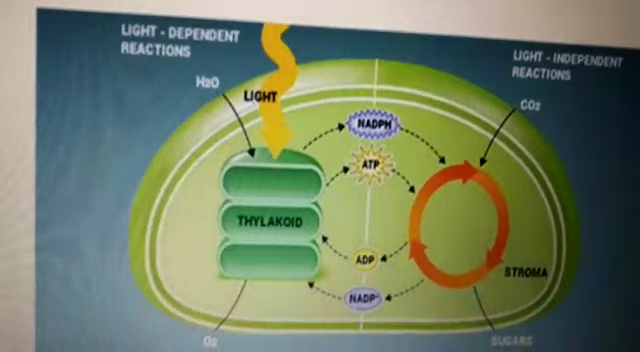 LIGHT - DEPENDENT
REACTIONS
LIGHT - INDEPENDENT
REACTIONS
H2O
LIGHT
CO2
NADPH
ATP
THYLAKOID
ADP
STROMA
NADP+
O2
SUGARS